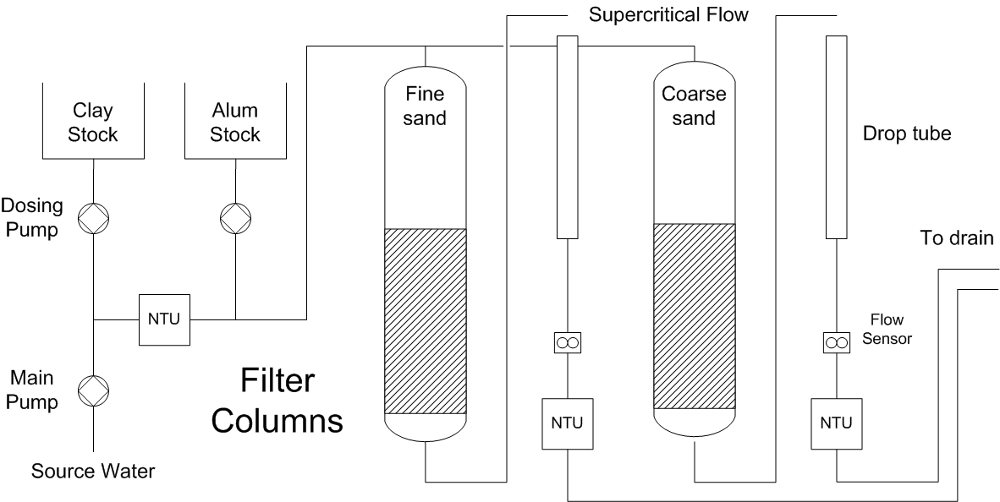 Supercritical Flow
Clay
Stock
Alum
Stock
Fine
sand
Coarse
sand
Drop tube
Dosing
Pump
To drain
NTU
Flow
Sensor
Main
Pump
Filter
Columns
NTU
NTU
Source Water